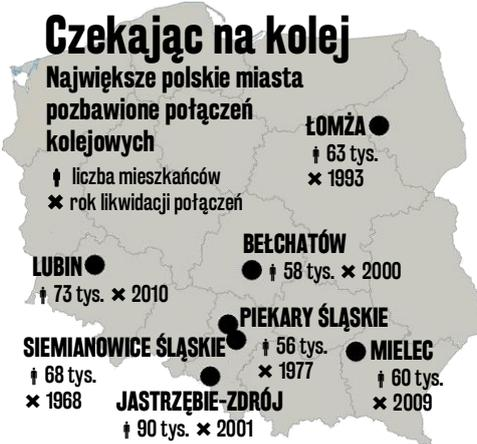 Czekając na kolej
Największe polskie miasta
pozbawione połączeń
kolejowych
liczba mieszkańców
✖ rok likwidacji połączeń
ŁOMŻA
63 tys.
✖ 1993
BEŁCHATÓW
58 tys. ✖ 2000
LUBIN
73 tys. ✖ 2010
PIEKARY ŚLĄSKIE
56 tys.
✖ 1977
SIEMIANOWICE ŚLĄSKIE
68 tys.
✖ 1968
MIELEC
60 tys.
✖ 2009
JASTRZĘBIE-ZDRÓJ
90 tys. ✖ 2001